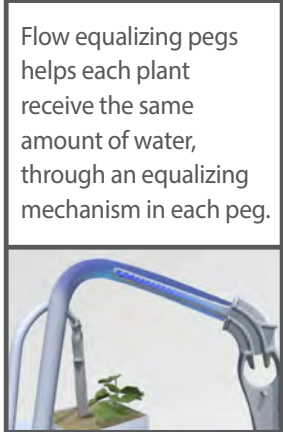 Flow equalizing pegs
helps each plant
receive the same
amount of water,
through an equalizing
mechanism in each peg.